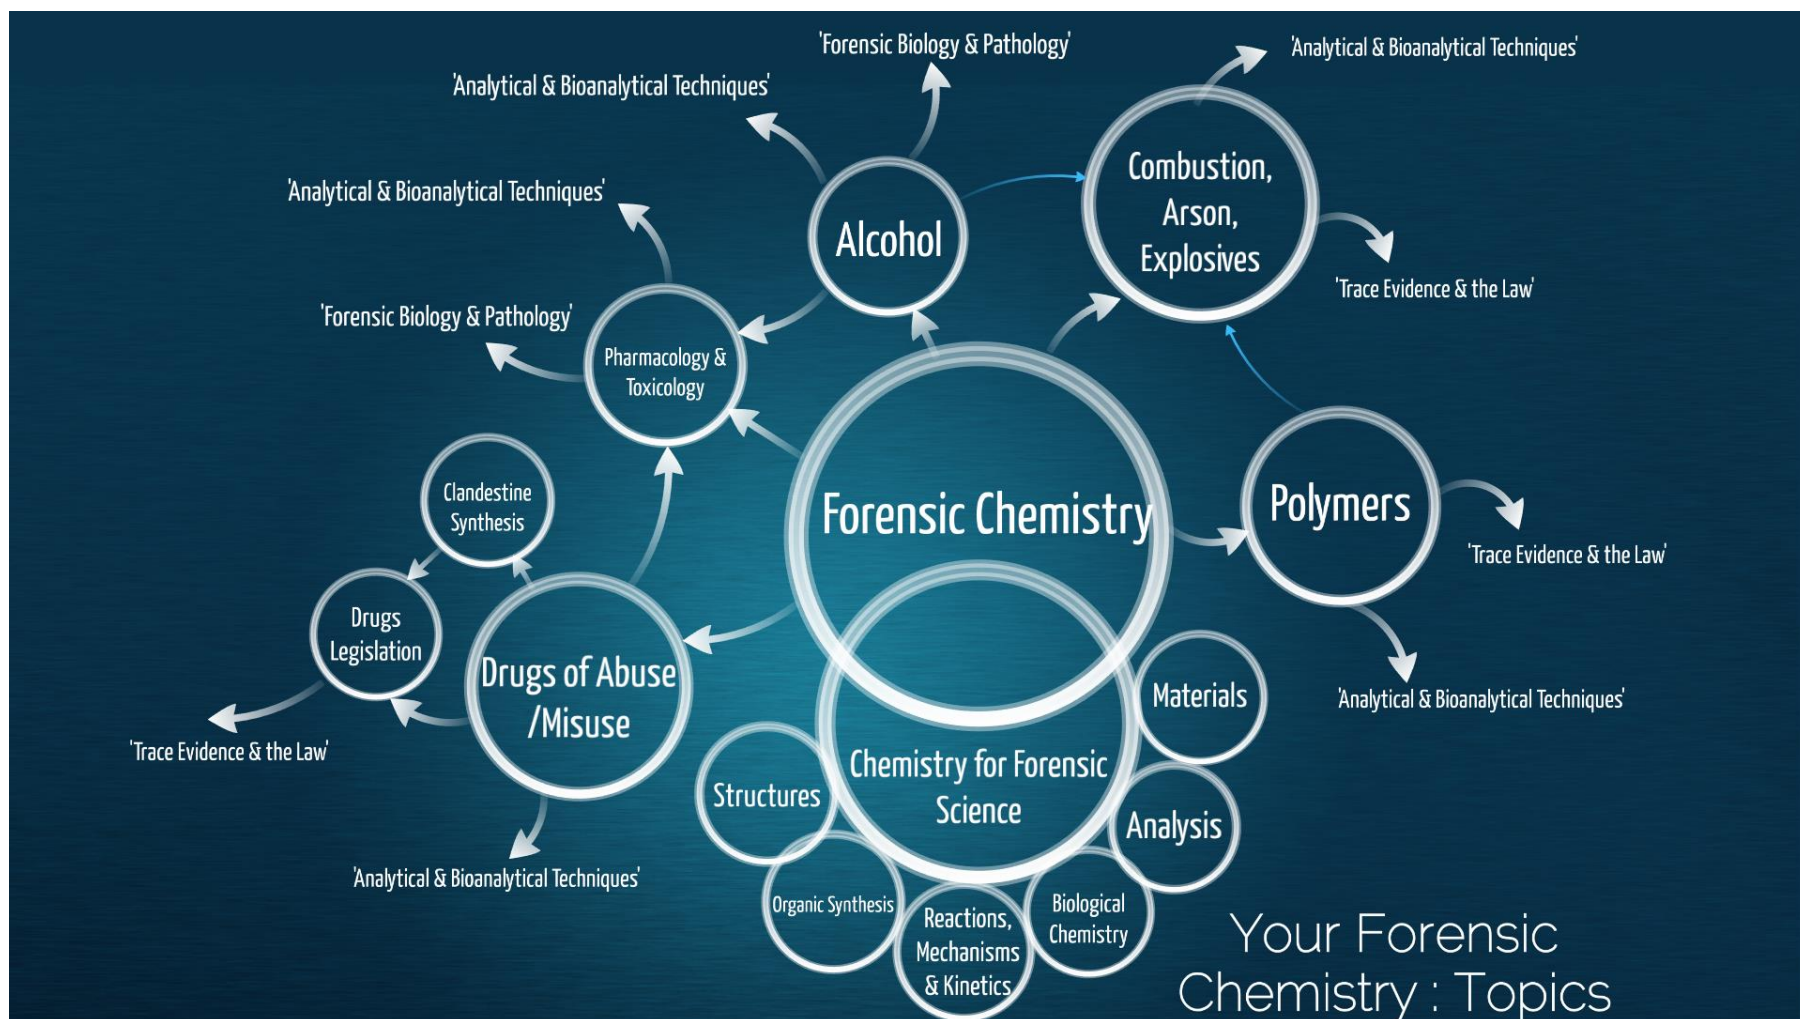 'Forensic Biology & Pathology'
'Analytical & Bioanalytical Techniques'
'Analytical & Bioanalytical Techniques'
'Analytical & Bioanalytical Techniques'
'Forensic Biology & Pathology'
Alcohol
Combustion,
Arson,
Explosives
'Trace Evidence & the Law'
Pharmacology &
Toxicology
Clandestine
Synthesis
Forensic Chemistry
Polymers
'Trace Evidence & the Law'
Drugs
Legislation
Drugs of Abuse
/Misuse
'Trace Evidence & the Law'
'Analytical & Bioanalytical Techniques'
'Analytical & Bioanalytical Techniques'
Chemistry for Forensic
Science
Materials
Structures
Analysis
Organic Synthesis
Reactions,
Mechanisms
& Kinetics
Biological
Chemistry
Your Forensic
Chemistry : Topics